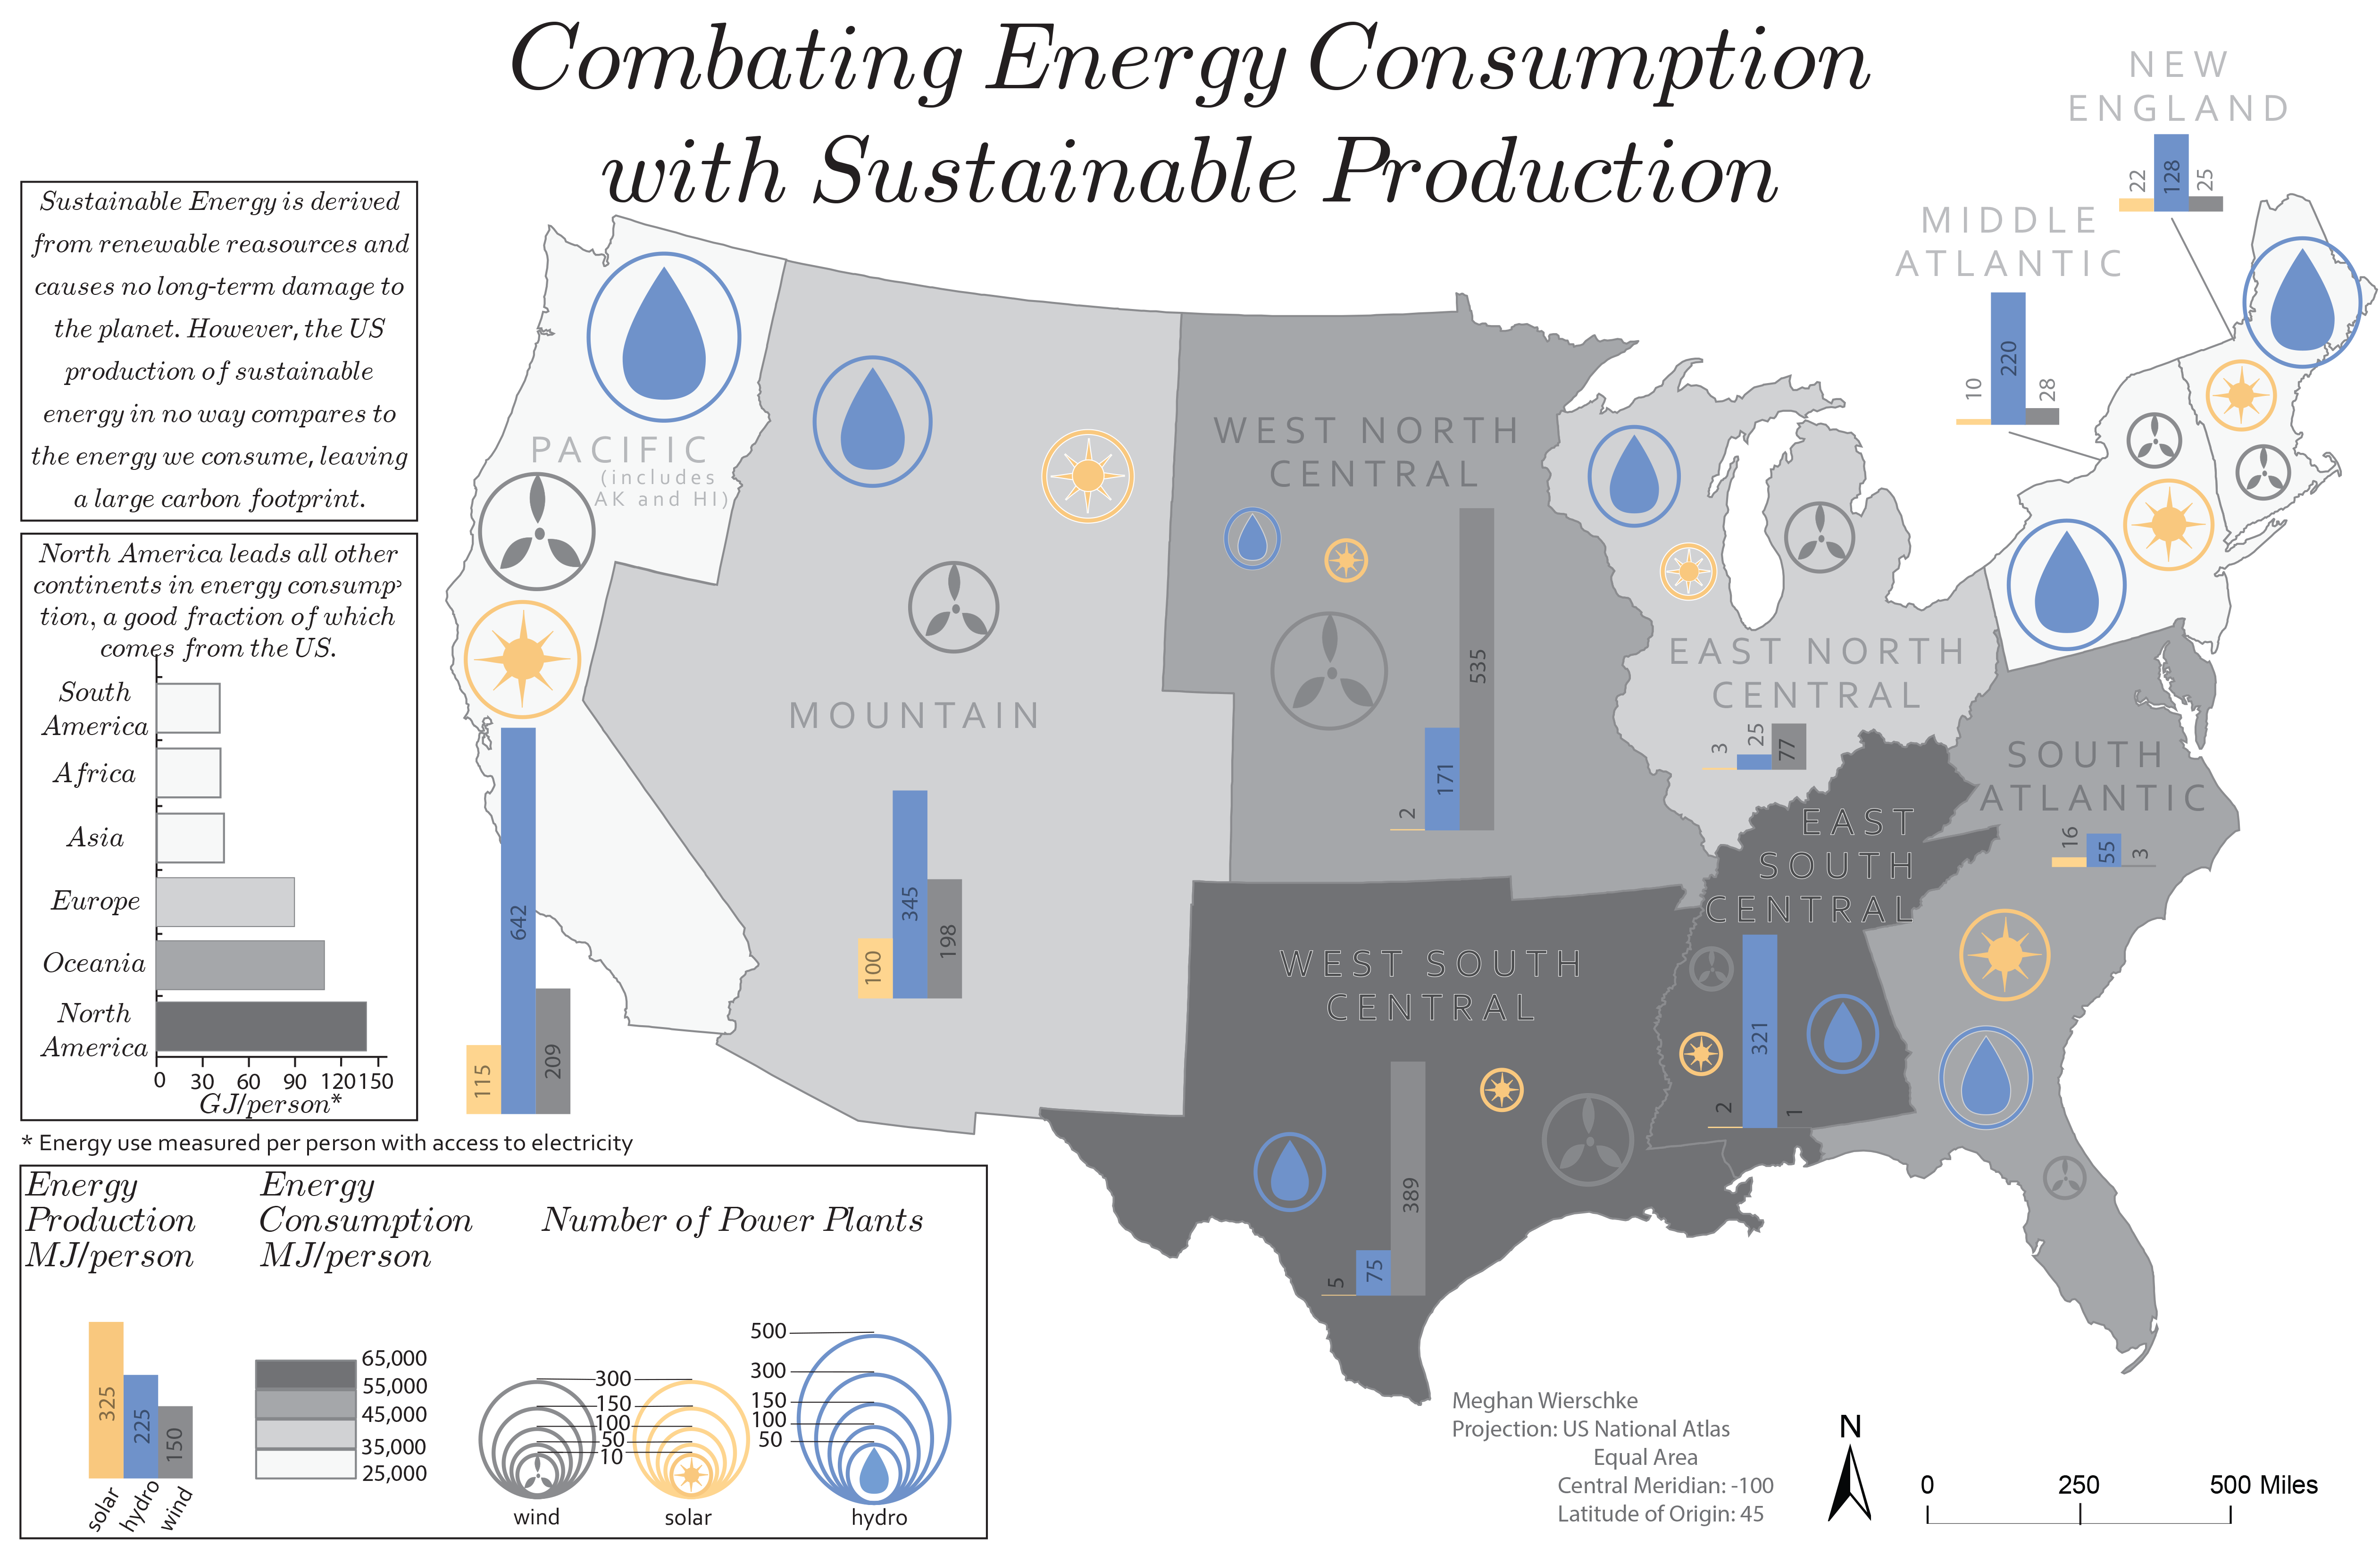 Combating Energy Consumption
with Sustainable Production
Sustainable Energy is derived
from renewable reasources and
causes no long-term damage to
the planet. However, the US
production of sustainable
energy in no way compares to
the energy we consume, leaving
a large carbon footprint.
North America leads all other
continents in energy consump-
tion, a good fraction of which
comes from the US.
South
America
Africa
Asia
Europe
Oceania
North
America
0 30 60 90 120 150
GJ/person*
* Energy use measured per person with access to electricity
Energy
Production
MJ/person
325
225
150
solar
hydro
wind
Energy
Consumption
MJ/person
65,000
55,000
45,000
35,000
25,000
Number of Power Plants
300
150
100
50
10
500
300
150
100
50
wind
solar
hydro
PACIFIC
(includes
AK and HI)
115
642
209
MOUNTAIN
100
345
198
WEST NORTH
CENTRAL
2
171
535
WEST SOUTH
CENTRAL
5
75
389
EAST NORTH
CENTRAL
3
25
77
EAST
SOUTH
CENTRAL
2
321
1
SOUTH
ATLANTIC
16
55
3
MIDDLE
ATLANTIC
10
220
28
NEW
ENGLAND
22
128
25
Meghan Wierschke
Projection: US National Atlas
Equal Area
Central Meridian: -100
Latitude of Origin: 45
N
0 250 500 Miles